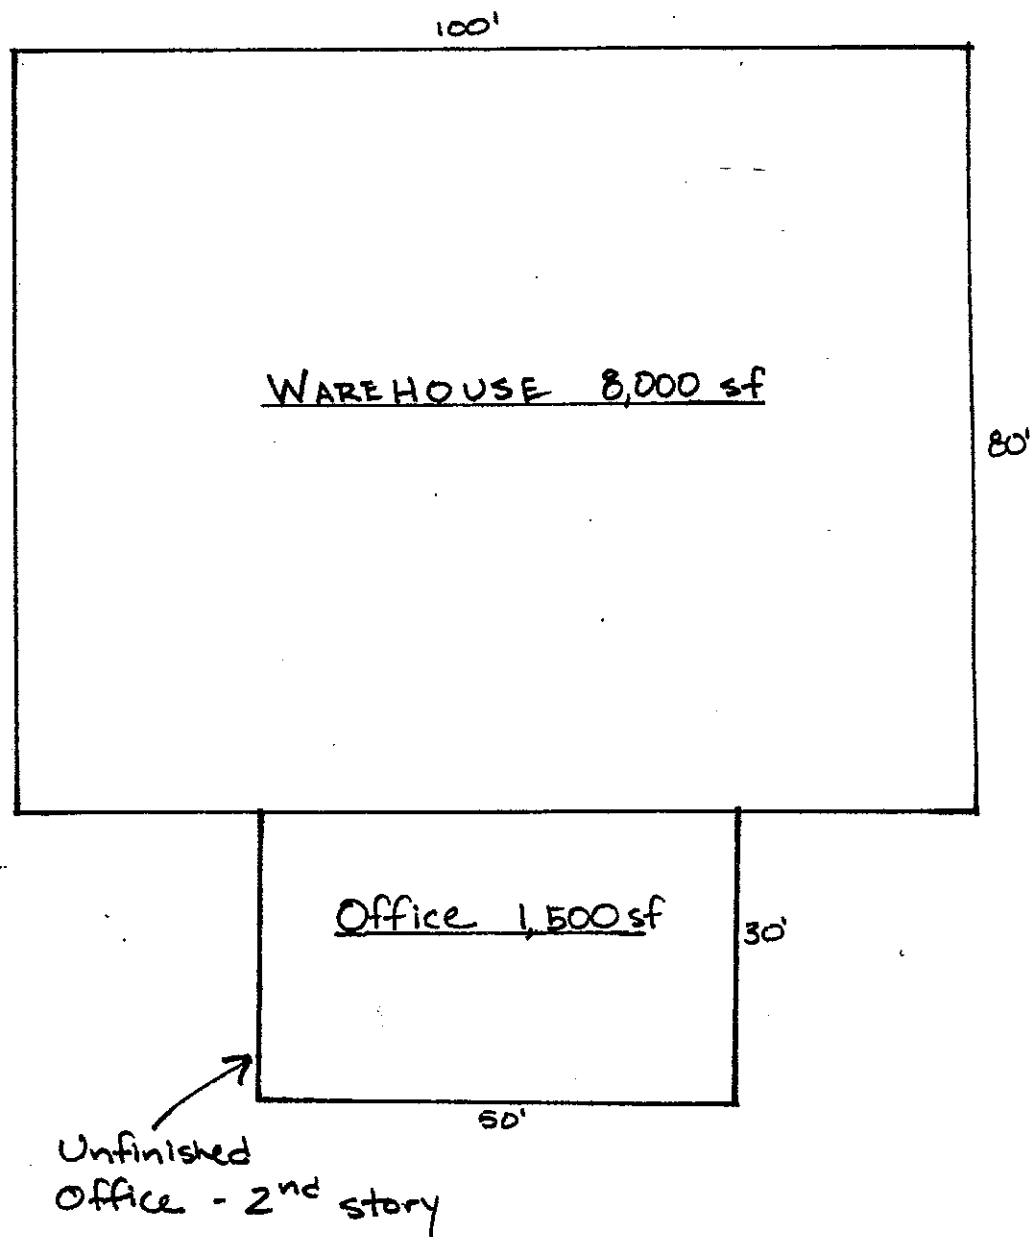 100'
WAREHOUSE 8,000 sf
80'
Office 1,500 sf
30'
50'
Unfinished
Office - 2nd story